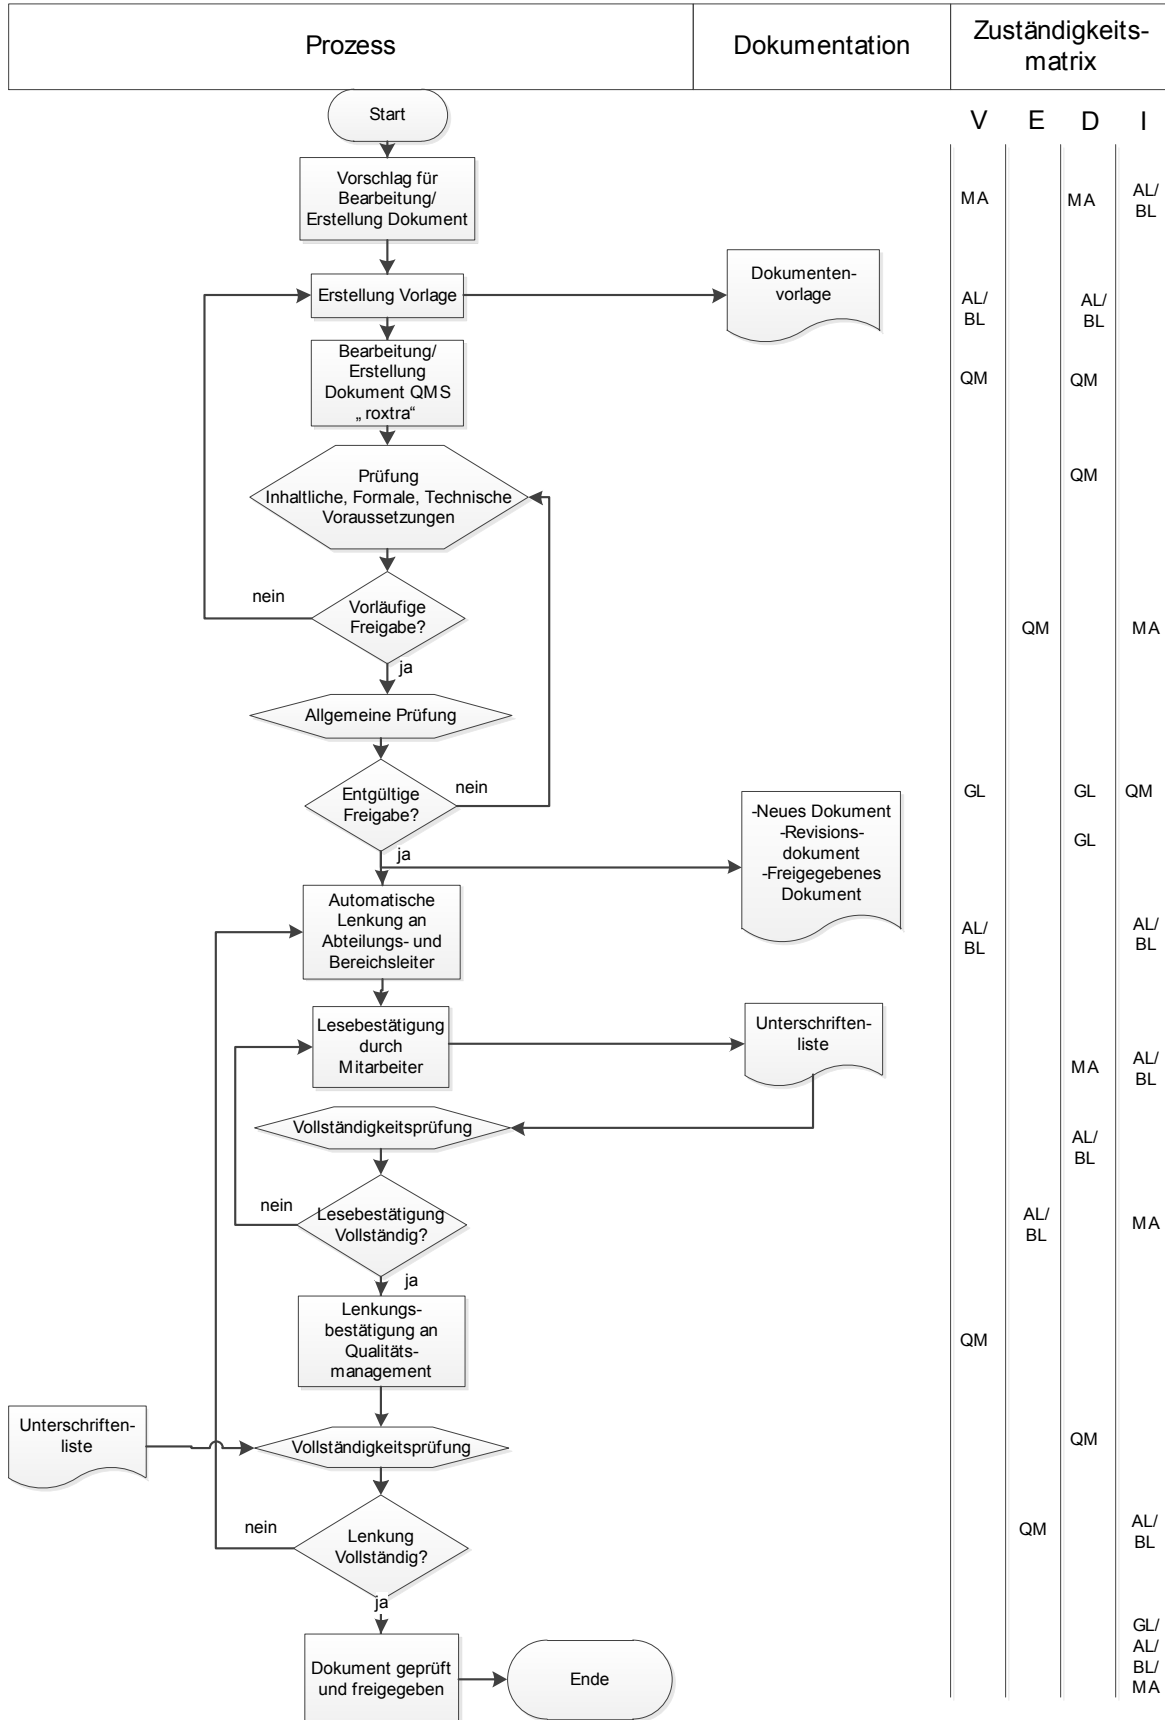 Prozess
Dokumentation
Zuständigkeits-
matrix
Start
V E D I
Vorschlag für
Bearbeitung/
Erstellung Dokument
MA MA AL/
BL
Erstellung Vorlage
Dokumenten-
vorlage
AL/
BL
AL/
BL
Bearbeitung/
Erstellung
Dokument QMS
„roxtra“
QM QM
Prüfung
Inhaltliche, Formale, Technische
Voraussetzungen
QM
nein
Vorläufige
Freigabe?
QM MA
ja
Allgemeine Prüfung
Entgültige
Freigabe?
nein
GL GL QM
GL
ja
-Neues Dokument
-Revisions-
dokument
-Freigegebenes
Dokument
Automatische
Lenkung an
Abteilungs- und
Bereichsleiter
AL/
BL
AL/
BL
Lesebestätigung
durch
Mitarbeiter
Unterschriften-
liste
MA AL/
BL
Vollständigkeitsprüfung
AL/
BL
nein
Lesebestätigung
Vollständig?
AL/
BL
MA
ja
Lenkungs-
bestätigung an
Qualitäts-
management
QM
Unterschriften-
liste
Vollständigkeitsprüfung
QM
nein
Lenkung
Vollständig?
QM AL/
BL
ja
Dokument geprüft
und freigegeben
Ende
GL/
AL/
BL/
MA